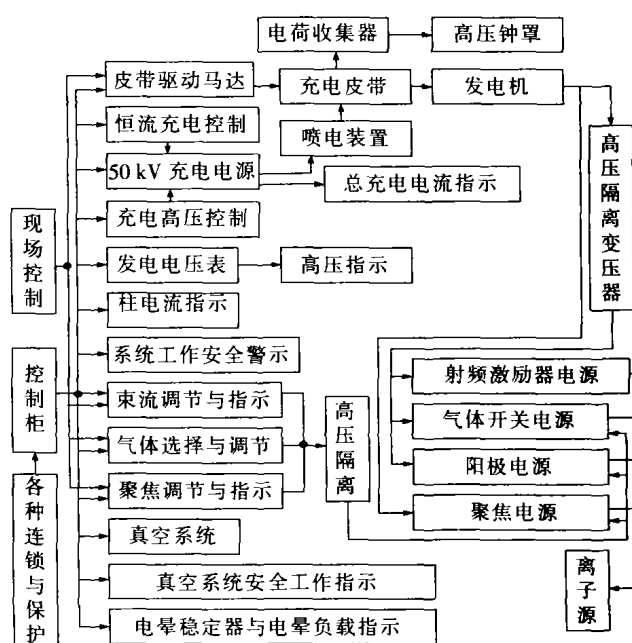 电荷收集器
高压钟罩
皮带驱动马达
充电皮带
发电机
恒流充电控制
喷电装置
50 kV 充电电源
总充电电流指示
高压隔离变压器
现场控制
充电高压控制
发电电压表
高压指示
柱电流指示
系统工作安全警示
控制柜
束流调节与指示
高压隔离
射频激励器电源
气体开关电源
气体选择与调节
阳极电源
聚焦调节与指示
聚焦电源
各种连锁与保护
真空系统
真空系统安全工作指示
离子源
电晕稳定器与电晕负载指示